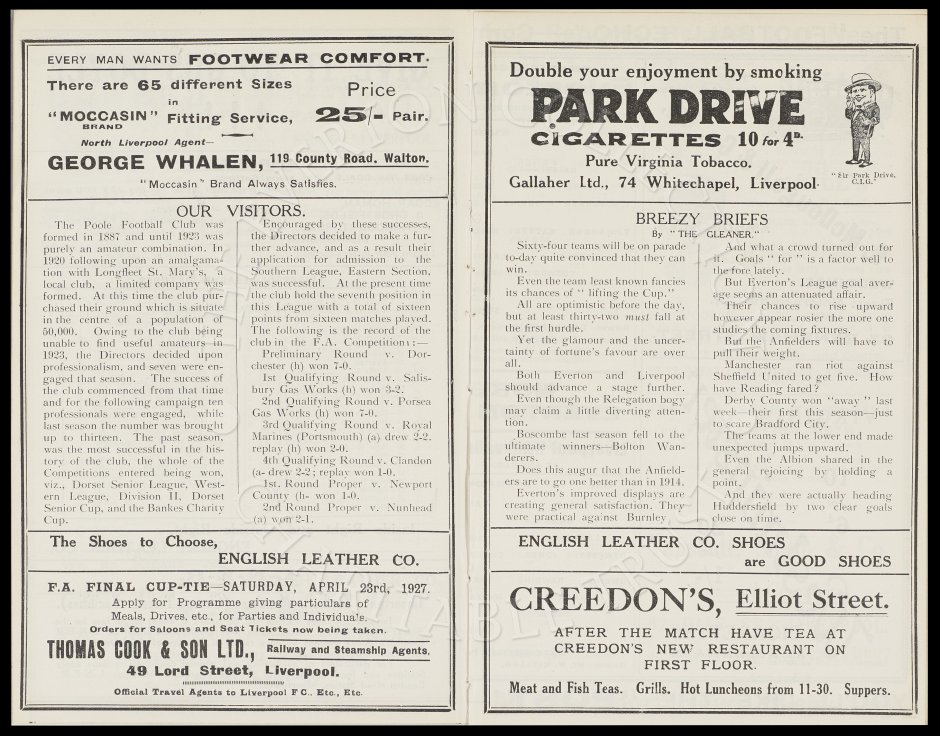 EVERY MAN WANTS FOOTWEAR COMFORT.
There are 65 different Sizes
in
"MOCCASIN" Fitting Service,
BRAND
Price
25/- Pair.
North Liverpool Agent—
GEORGE WHALEN, 119 County Road, Walton.
"Moccasin" Brand Always Satisfies.
OUR VISITORS.
The Poole Football Club was
formed in 1887 and until 1923 was
purely an amateur combination. In
1920 following upon an amalgama-
tion with Longfleet St. Mary's, a
local club, a limited company was
formed. At this time the club pur-
chased their ground which is situate
in the centre of a population of
50,000. Owing to the club being
unable to find useful amateurs in
1923, the Directors decided upon
professionalism, and seven were en-
gaged that season. The success of
the club commenced from that time
and for the following campaign ten
professionals were engaged, while
last season the number was brought
up to thirteen. The past season,
was the most successful in the his-
tory of the club, the whole of the
Competitions entered being won,
viz., Dorset Senior League, West-
ern League, Division II, Dorset
Senior Cup, and the Bankes Charity
Cup.
Encouraged by these successes,
the Directors decided to make a fur-
ther advance, and as a result their
application for admission to the
Southern League, Eastern Section,
was successful. At the present time
the club hold the seventh position in
this League with a total of sixteen
points from sixteen matches played.
The following is the record of the
club in the F.A. Competition:—
Preliminary Round v. Dor-
chester (h) won 7-0.
1st Qualifying Round v. Salis-
bury Gas Works (h) won 3-2.
2nd Qualifying Round v. Porsea
Gas Works (h) won 7-0.
3rd Qualifying Round v. Royal
Marines (Portsmouth) (a) drew 2-2.
replay (h) won 2-0.
4th Qualifying Round v. Clandon
(a- drew 2-2; replay won 1-0.
1st. Round Proper v. Newport
County (h- won 1-0.
2nd Round Proper v. Nunhead
(a) won 2-1.
The Shoes to Choose,
ENGLISH LEATHER CO.
F.A. FINAL CUP-TIE—SATURDAY, APRIL 23rd, 1927.
Apply for Programme giving particulars of
Meals, Drives, etc., for Parties and Individua's.
Orders for Saloons and Seat Tickets now being taken.
THOMAS COOK & SON LTD., Railway and Steamship Agents,
49 Lord Street, Liverpool.
Official Travel Agents to Liverpool F C., Etc., Etc.
Double your enjoyment by smoking
PARK DRIVE
CIGARETTES 10 for 4D.
Pure Virginia Tobacco.
Gallaher Ltd., 74 Whitechapel, Liverpool.
"Sir Park Drive,
C.I.G."
BREEZY BRIEFS
By "THE GLEANER."
Sixty-four teams will be on parade
to-day quite convinced that they can
win.
Even the team least known fancies
its chances of "lifting the Cup."
All are optimistic before the day,
but at least thirty-two must fall at
the first hurdle.
Yet the glamour and the uncer-
tainty of fortune's favour are over
all.
Both Everton and Liverpool
should advance a stage further.
Even though the Relegation bogy
may claim a little diverting atten-
tion.
Boscombe last season fell to the
ultimate winners—Bolton Wan-
derers.
Does this augur that the Anfield-
ers are to go one better than in 1914.
Everton's improved displays are
creating general satisfaction. They
were practical against Burnley
And what a crowd turned out for
it. Goals "for" is a factor well to
the fore lately.
But Everton's League goal aver-
age seems an attenuated affair.
Their chances to rise upward
however appear rosier the more one
studies the coming fixtures.
But the Anfielders will have to
pull their weight.
Manchester ran riot against
Sheffield United to get five. How
have Reading fared?
Derby County won "away" last
week—their first this season—just
to scare Bradford City.
The teams at the lower end made
unexpected jumps upward.
Even the Albion shared in the
general rejoicing by holding a
point.
And they were actually heading
Huddersfield by two clear goals
close on time.
ENGLISH LEATHER CO. SHOES
are GOOD SHOES
CREEDON'S, Elliot Street.
AFTER THE MATCH HAVE TEA AT
CREEDON'S NEW RESTAURANT ON
FIRST FLOOR.
Meat and Fish Teas. Grills. Hot Luncheons from 11-30. Suppers.